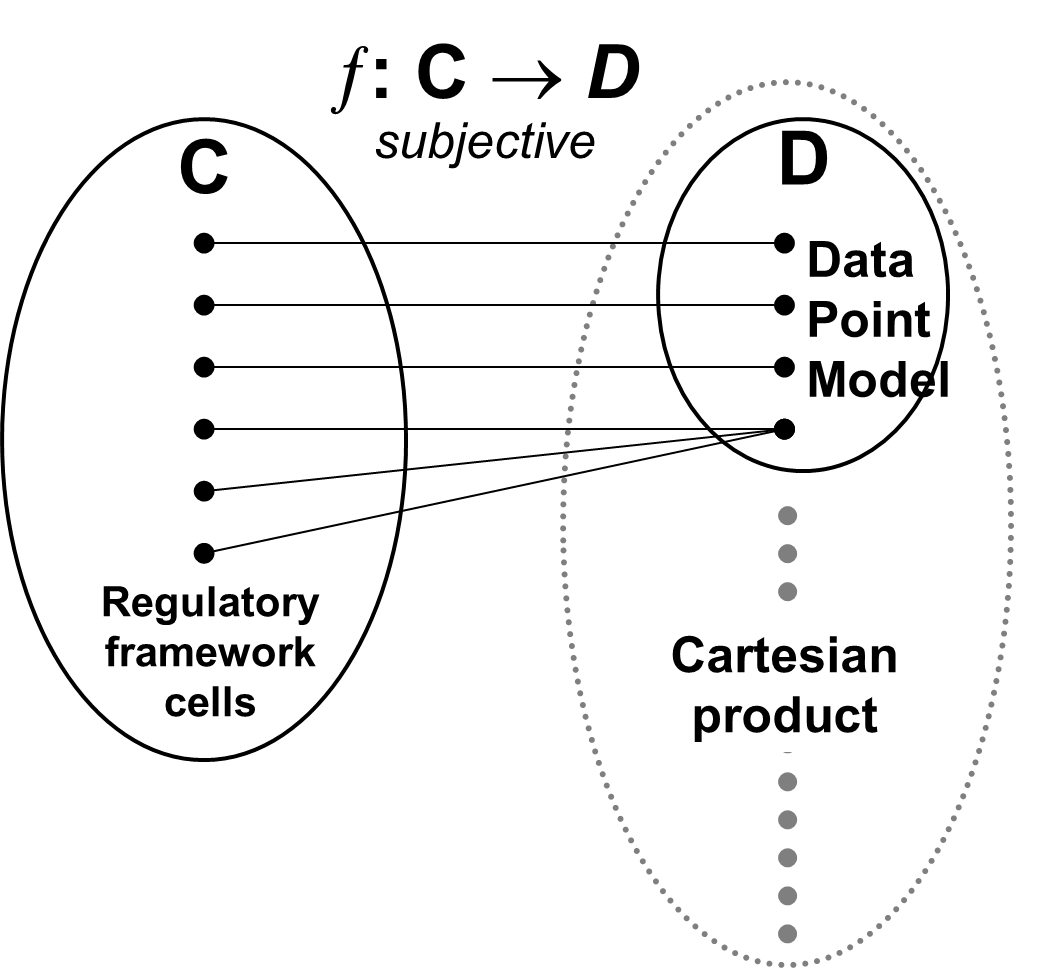 f: C → D
subjective
C
D
Data
Point
Model
Regulatory
framework
cells
Cartesian
product